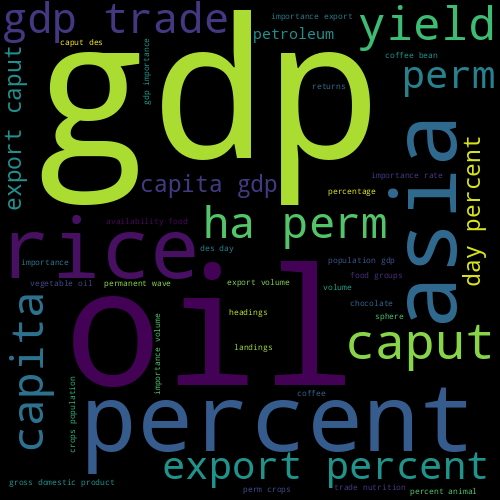 gdp trade
importance export
yield
caput des
gdp importance
petroleum
coffee bean
gdp
export caput
perm
returns
asia
day percent
capita gdp
importance rate
percentage
rice
availability food
ha perm
des day
importance
population gdp
food groups
vegetable oil
permanent wave
export volume
volume
oil
capita
chocolate
headings
sphere
importance volume
caput
landings
crops population
percent
coffee
export percent
gross domestic product
perm crops
trade nutrition
percent animal